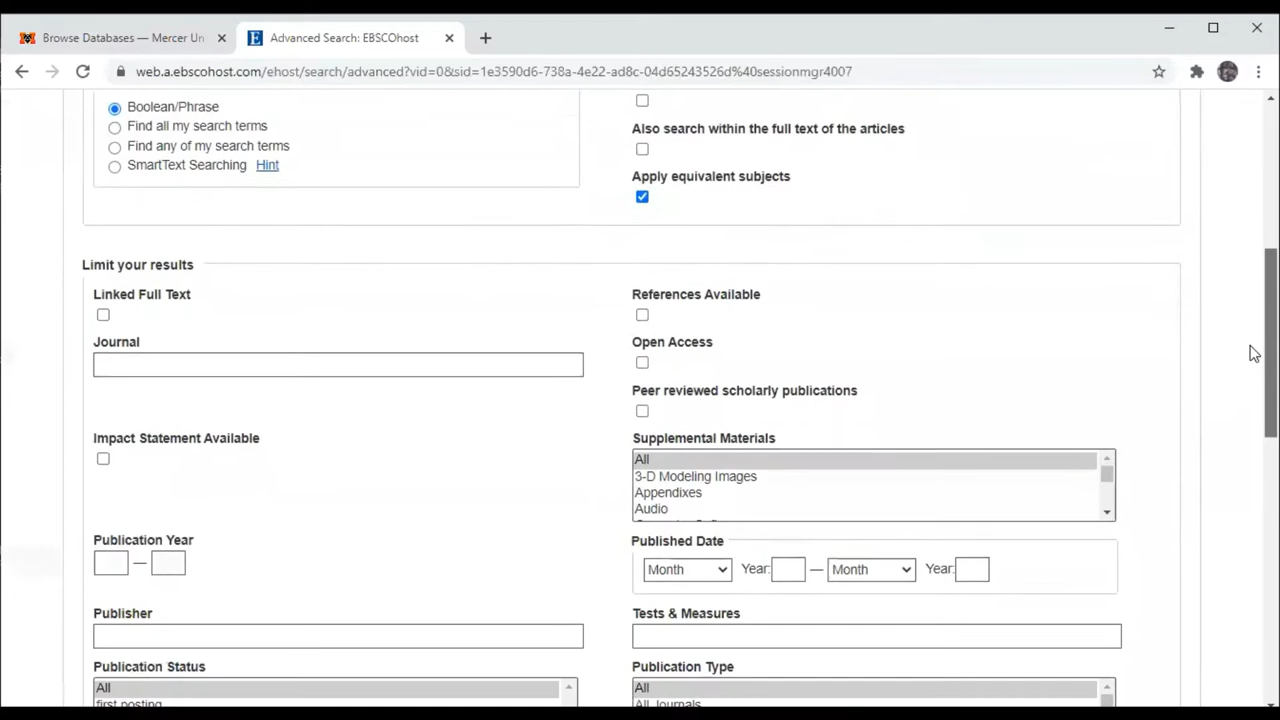 Browse Databases — Mercer Un
Advanced Search: EBSCOhost
web.a.ebscohost.com/ehost/search/advanced?vid=0&sid=1e3590d6-738a-4e22-ad8c-04d65243526d%40sessionmgr4007
Boolean/Phrase
Find all my search terms
Find any of my search terms
SmartText Searching Hint
Also search within the full text of the articles
Apply equivalent subjects
Limit your results
Linked Full Text
References Available
Journal
Open Access
Peer reviewed scholarly publications
Impact Statement Available
Supplemental Materials
All
3-D Modeling Images
Appendixes
Audio
Publication Year
—
Published Date
Month Year: — Month Year:
Publisher
Tests & Measures
Publication Status
All
first posting
Publication Type
All
All Journals